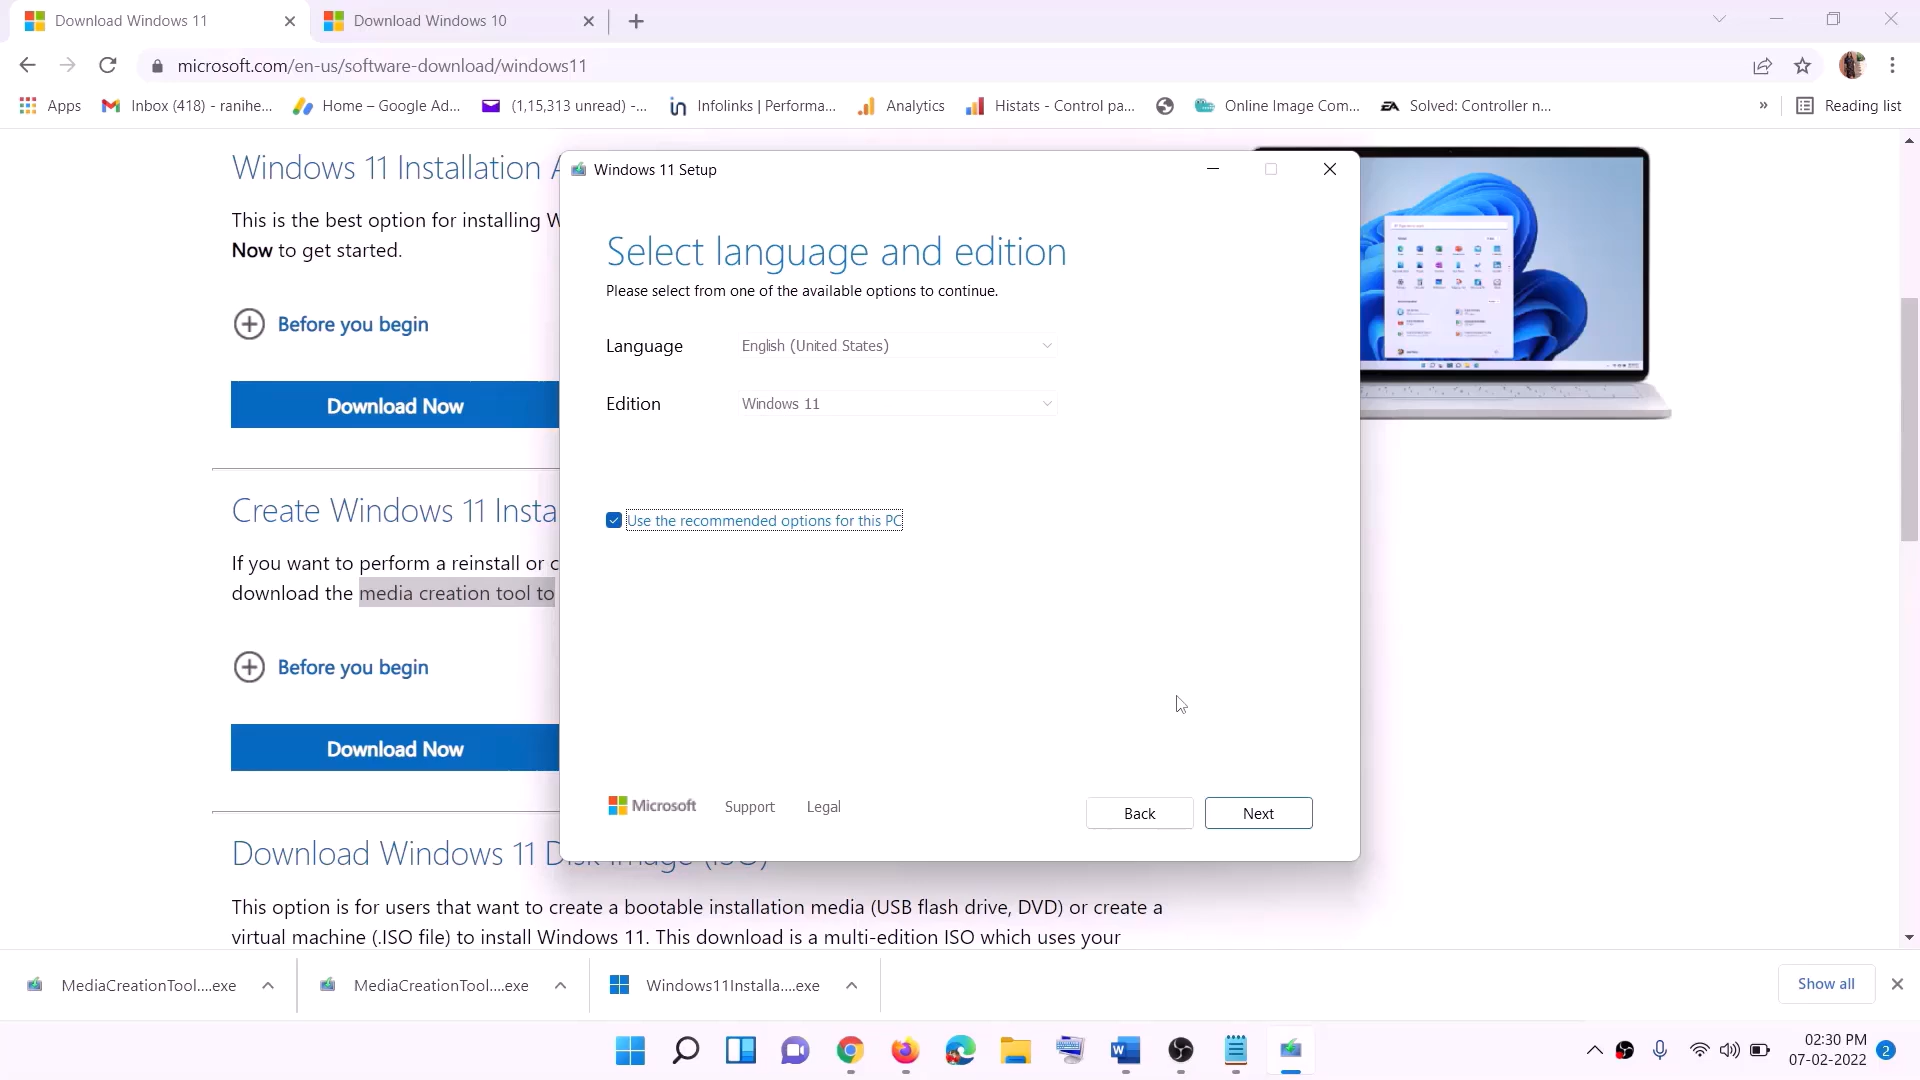 Download Windows 11
Download Windows 10
microsoft.com/en-us/software-download/windows11
Apps
Inbox (418) - ranihe...
Home – Google Ad...
(1,15,313 unread) -...
Infolinks | Performa...
Analytics
Histats - Control pa...
Online Image Com...
Solved: Controller n...
»
Reading list
Windows 11 Installation A
This is the best option for installing W
Now to get started.
Before you begin
Download Now
Create Windows 11 Insta
If you want to perform a reinstall or c
download the media creation tool to
Before you begin
Download Now
Download Windows 11 Disk Image (ISO)
This option is for users that want to create a bootable installation media (USB flash drive, DVD) or create a
virtual machine (.ISO file) to install Windows 11. This download is a multi-edition ISO which uses your
Windows 11 Setup
Select language and edition
Please select from one of the available options to continue.
Language
English (United States)
Edition
Windows 11
Use the recommended options for this PC
Microsoft
Support
Legal
Back
Next
MediaCreationTool....exe
MediaCreationTool....exe
Windows11Installa....exe
Show all
02:30 PM
07-02-2022
2